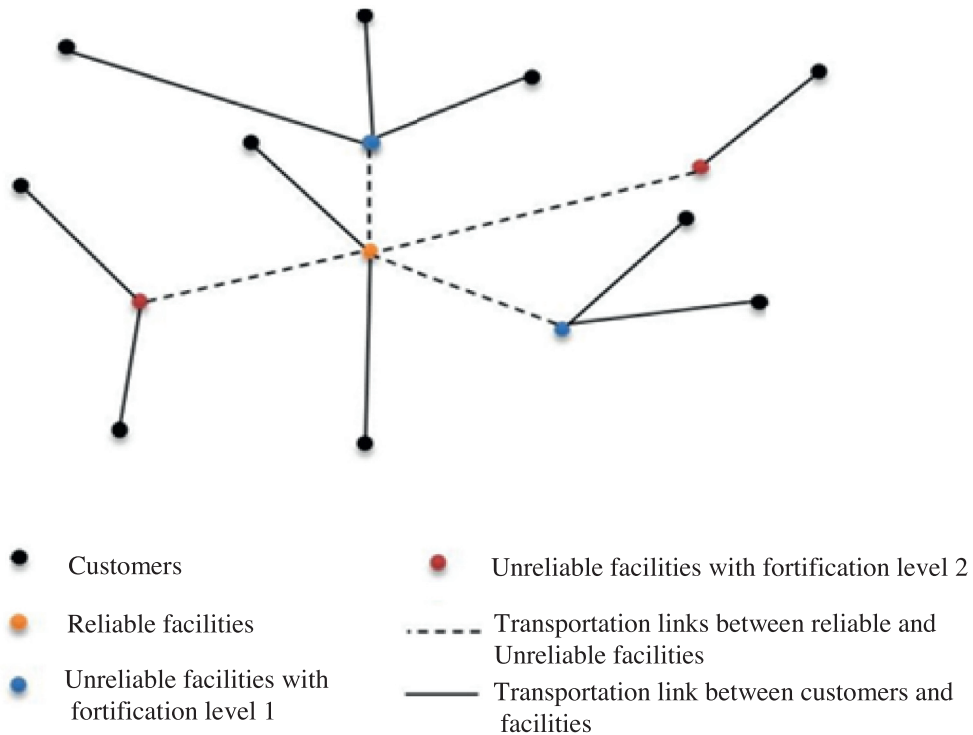 Customers
Reliable facilities
Unreliable facilities with
fortification level 1
Unreliable facilities with fortification level 2
Transportation links between reliable and
Unreliable facilities
Transportation link between customers and
facilities